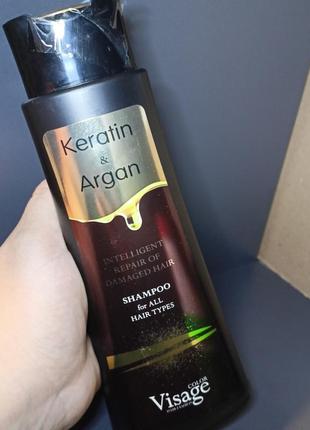 Keratin
&
Argan
INTELLIGENT
REPAIR OF
DAMAGED HAIR
SHAMPOO
for ALL
HAIR TYPES
COLOR
Visage